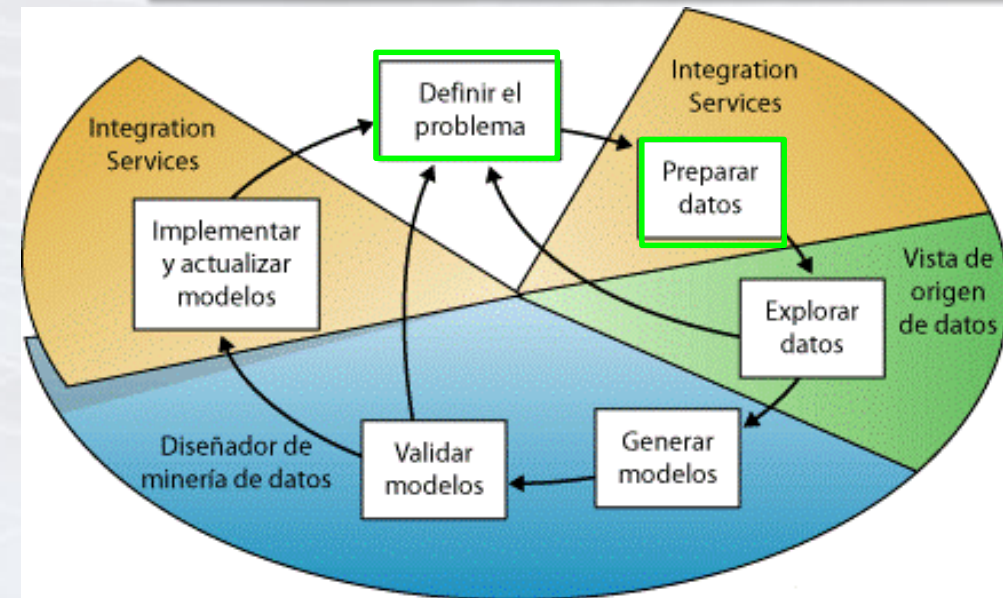 Definir el
problema
Integration
Services
Preparar
datos
Vista de
origen
de datos
Explorar
datos
Generar
modelos
Validar
modelos
Diseñador de
minería de datos
Implementar
y actualizar
modelos
Integration
Services